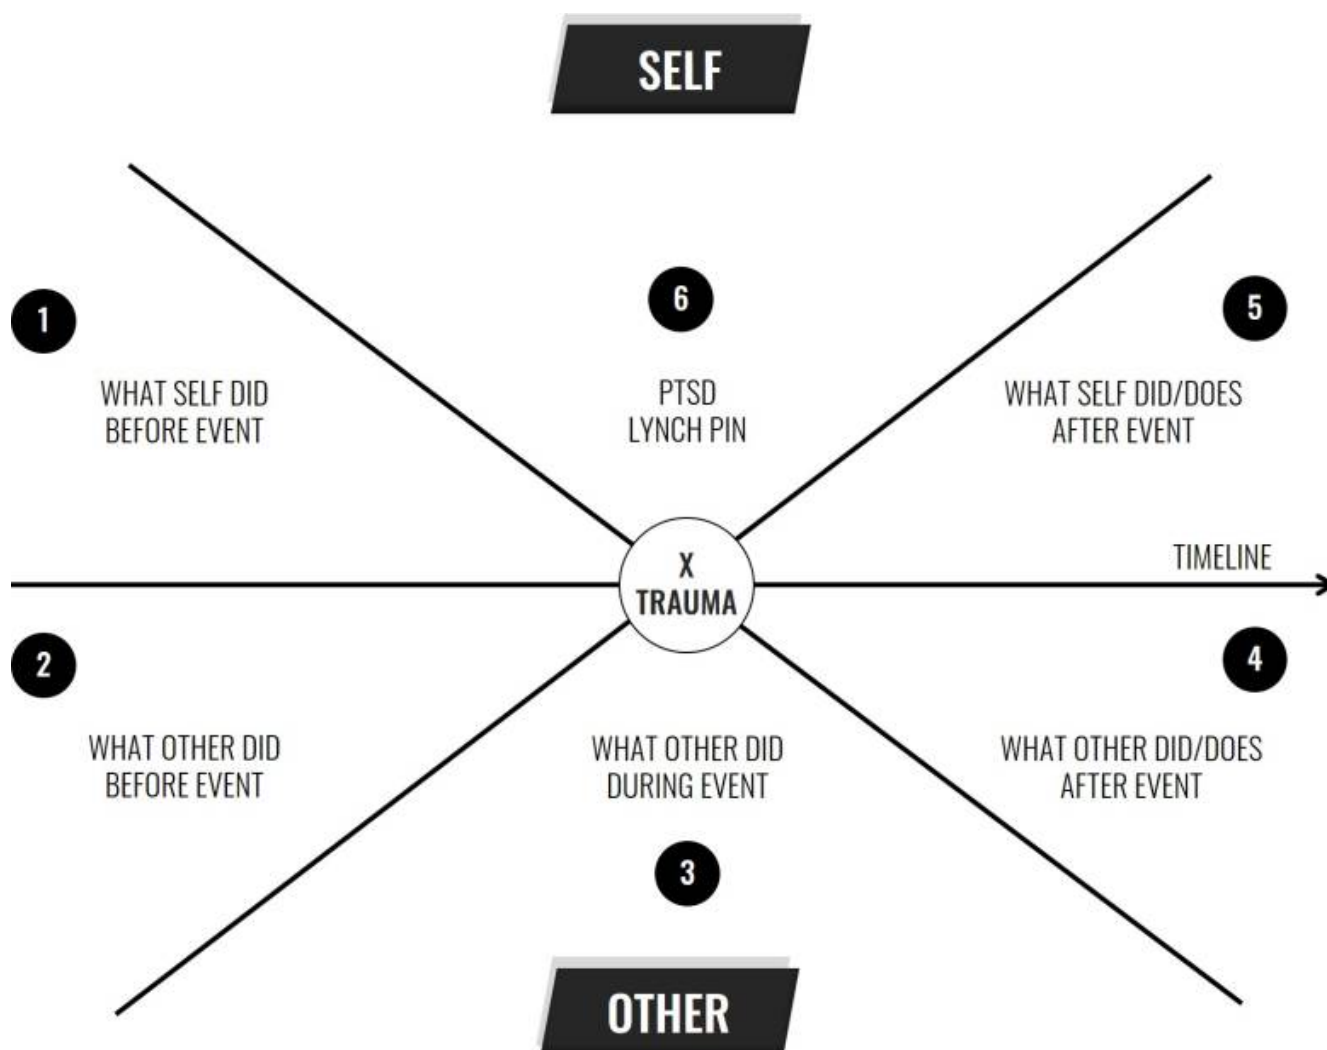 SELF
1
WHAT SELF DID
BEFORE EVENT
6
PTSD
LYNCH PIN
5
WHAT SELF DID/DOES
AFTER EVENT
X
TRAUMA
TIMELINE
2
WHAT OTHER DID
BEFORE EVENT
WHAT OTHER DID
DURING EVENT
3
4
WHAT OTHER DID/DOES
AFTER EVENT
OTHER